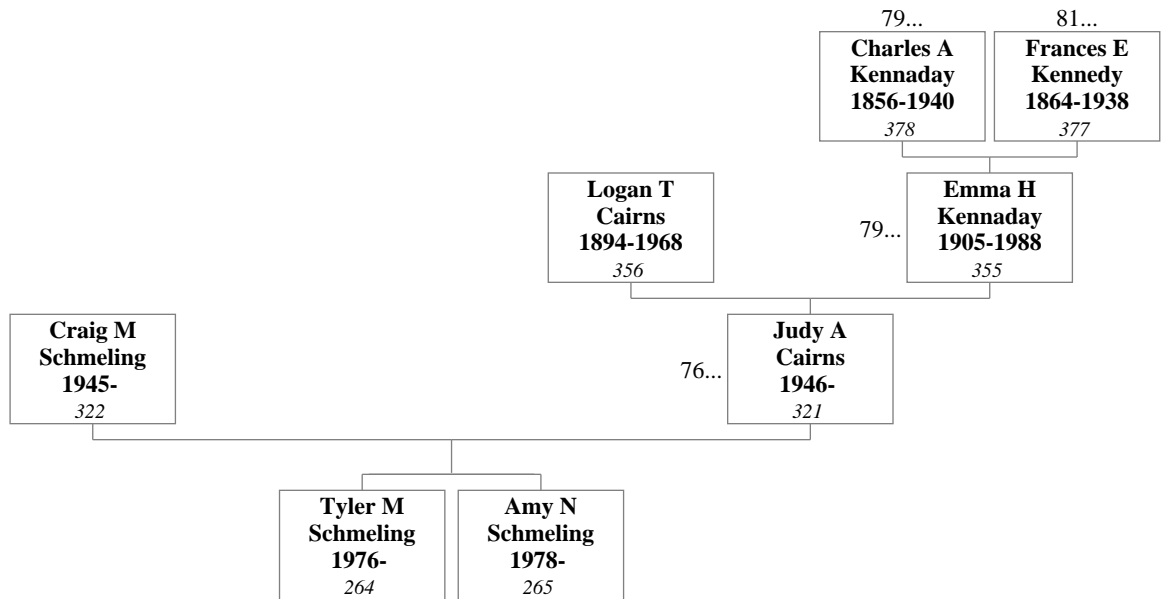 79...
81...
Charles A
Kennaday
1856-1940
378
Frances E
Kennedy
1864-1938
377
Logan T
Cairns
1894-1968
356
79...
Emma H
Kennaday
1905-1988
355
Craig M
Schmeling
1945-
322
76...
Judy A
Cairns
1946-
321
Tyler M
Schmeling
1976-
264
Amy N
Schmeling
1978-
265